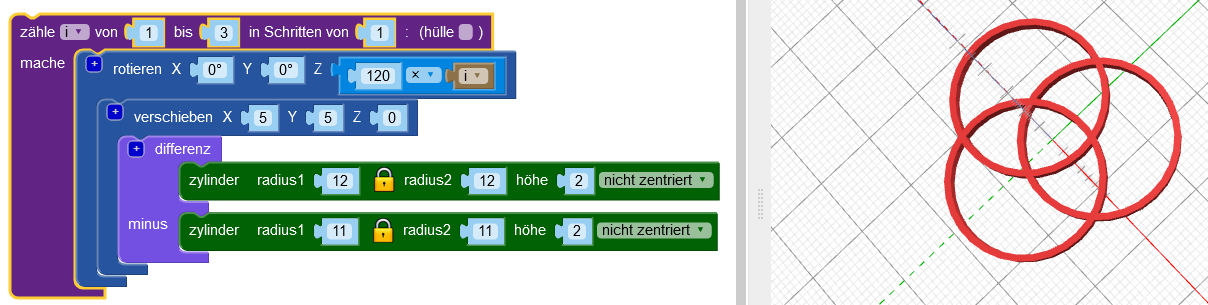 zähle i ▾ von 1 bis 3 in Schritten von 1 : (hülle )
mache
+ rotieren X 0° Y 0° Z 120 × ▾ i ▾
+ verschieben X 5 Y 5 Z 0
+ differenz
zylinder radius1 12 radius2 12 höhe 2 nicht zentriert ▾
minus
zylinder radius1 11 radius2 11 höhe 2 nicht zentriert ▾